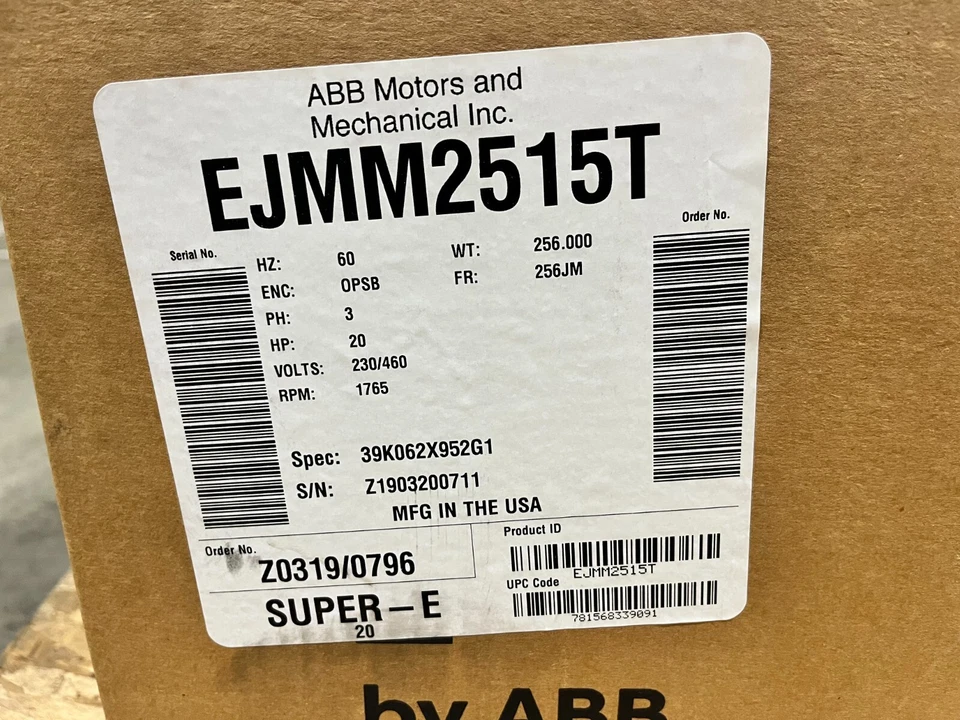 ABB Motors and
Mechanical Inc.
EJMM2515T
Serial No.
Order No.
HZ: 60 WT: 256.000
ENC: OPSB FR: 256JM
PH: 3
HP: 20
VOLTS: 230/460
RPM: 1765
Spec: 39K062X952G1
S/N: Z1903200711
MFG IN THE USA
Order No.
Z0319/0796
Product ID
EJMM2515T
UPC Code
781568339091
SUPER-E
20
by ABB